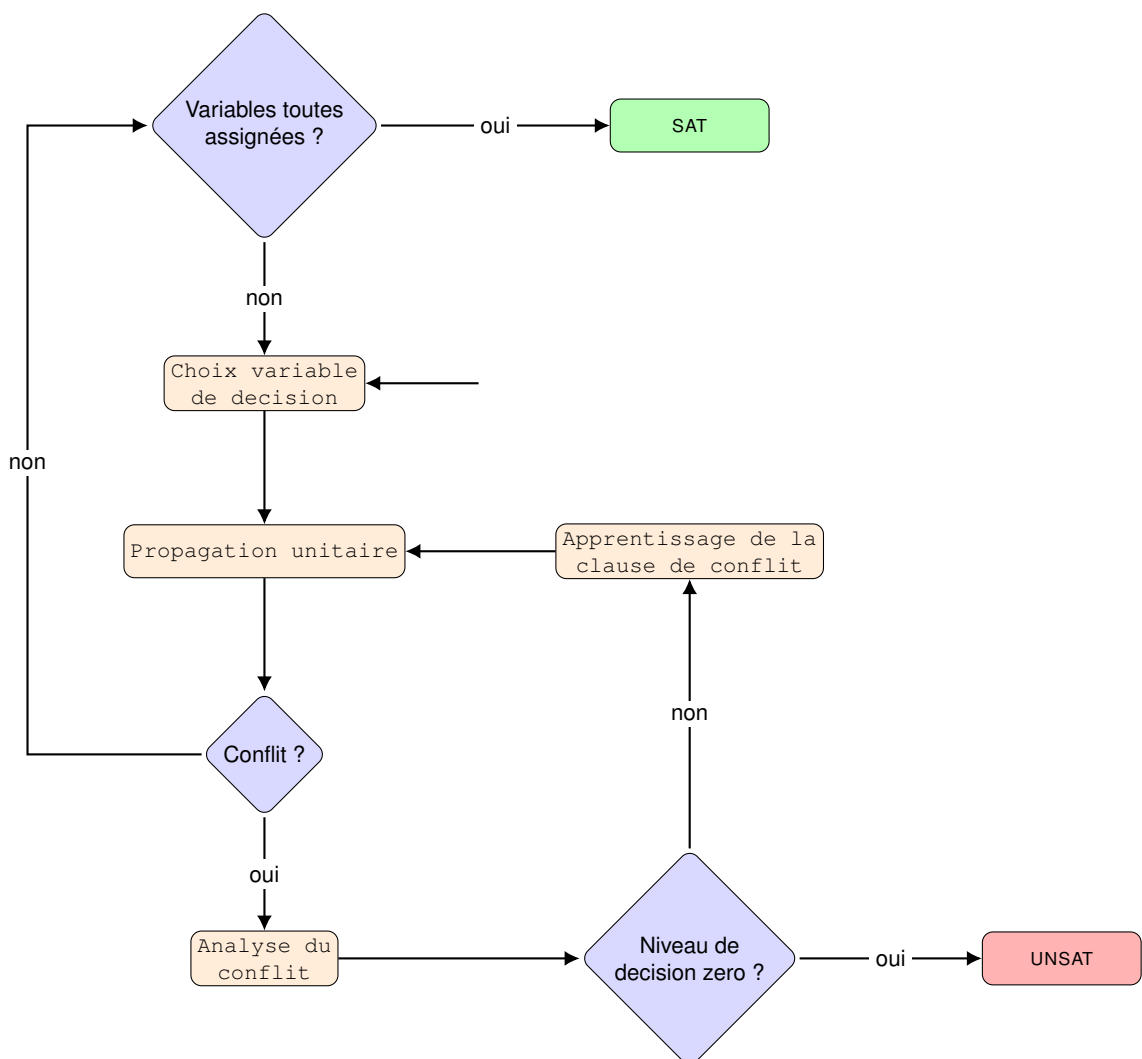 Variables toutes
assignées ?
oui
SAT
non
Choix variable
de decision
non
Propagation unitaire
Apprentissage de la
clause de conflit
non
Conflit ?
oui
Analyse du
conflit
Niveau de
decision zero ?
oui
UNSAT